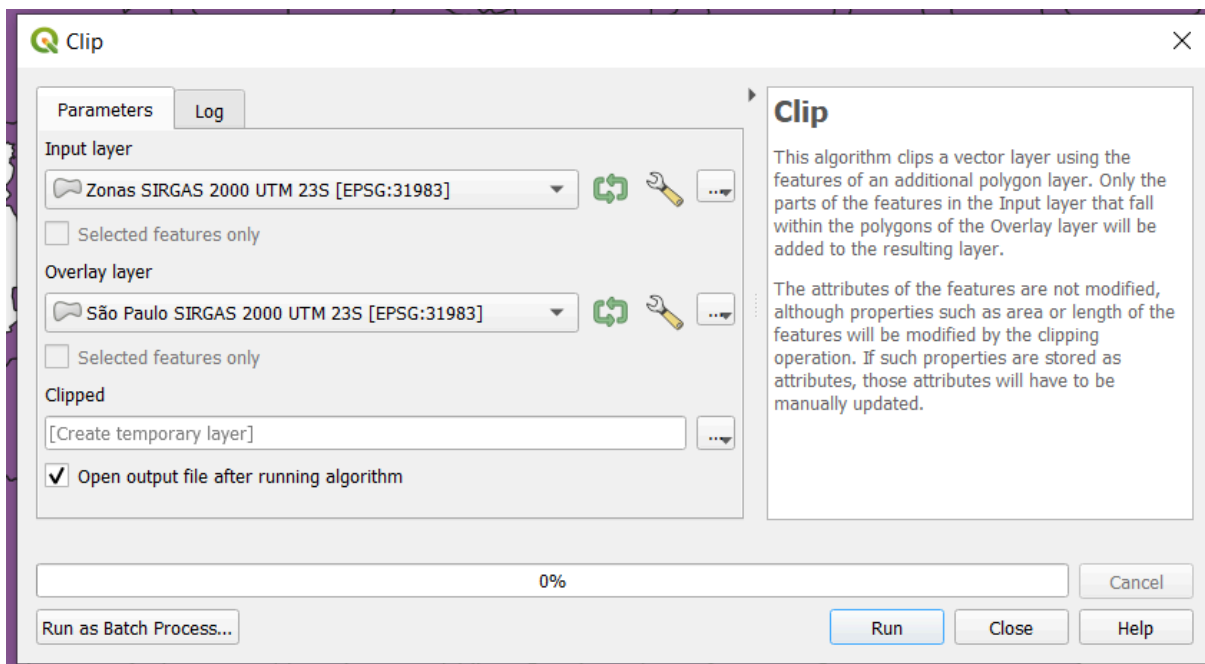 Clip
Parameters
Log
Input layer
Zonas SIRGAS 2000 UTM 23S [EPSG:31983]
...
Selected features only
Overlay layer
São Paulo SIRGAS 2000 UTM 23S [EPSG:31983]
...
Selected features only
Clipped
[Create temporary layer]
...
Open output file after running algorithm
Clip
This algorithm clips a vector layer using the
features of an additional polygon layer. Only the
parts of the features in the Input layer that fall
within the polygons of the Overlay layer will be
added to the resulting layer.
The attributes of the features are not modified,
although properties such as area or length of the
features will be modified by the clipping
operation. If such properties are stored as
attributes, those attributes will have to be
manually updated.
0%
Cancel
Run as Batch Process...
Run
Close
Help